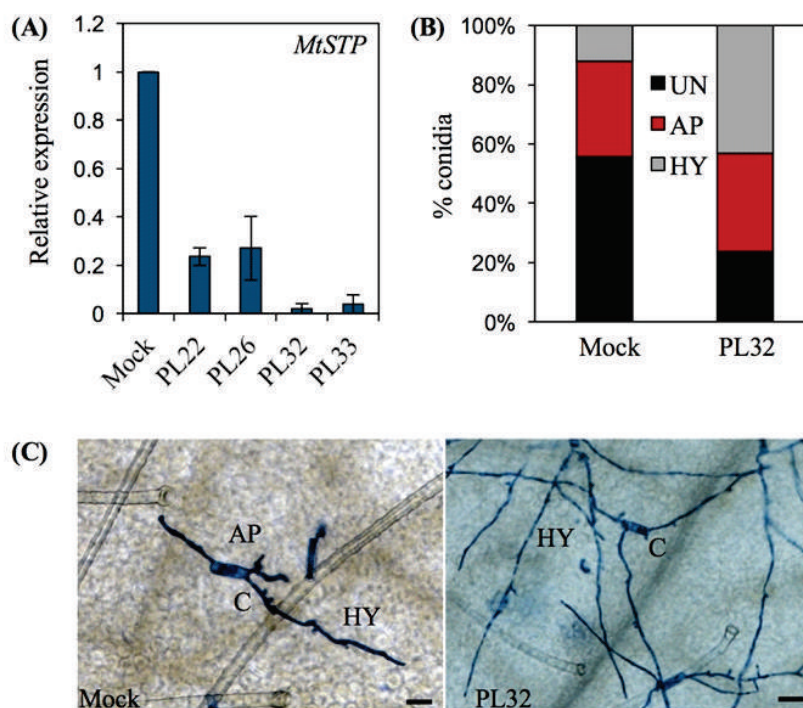 (A)
1.2
1
0.8
0.6
0.4
0.2
0
Relative expression
MtSTP
Mock
PL22
PL26
PL32
PL33
(B)
100%
80%
60%
40%
20%
0%
% conidia
UN
AP
HY
Mock
PL32
(C)
AP
C
HY
Mock
HY
C
PL32